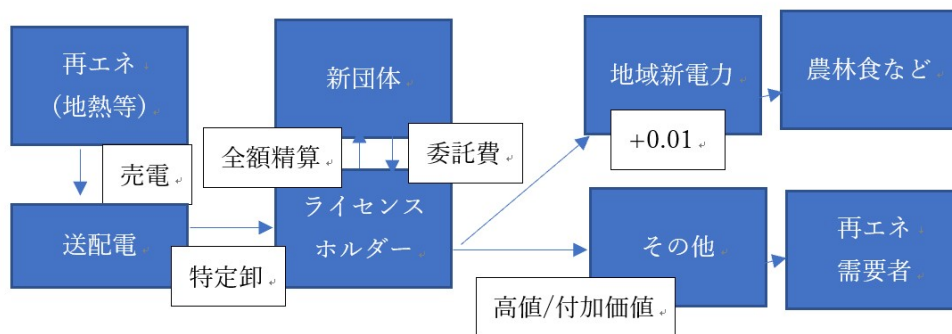 再エネ
(地熱等)
新団体
地域新電力
農林食など
+0.01
全額精算
委託費
売電
送配電
ライセンス
ホルダー
特定卸
その他
再エネ
需要者
高値/付加価値